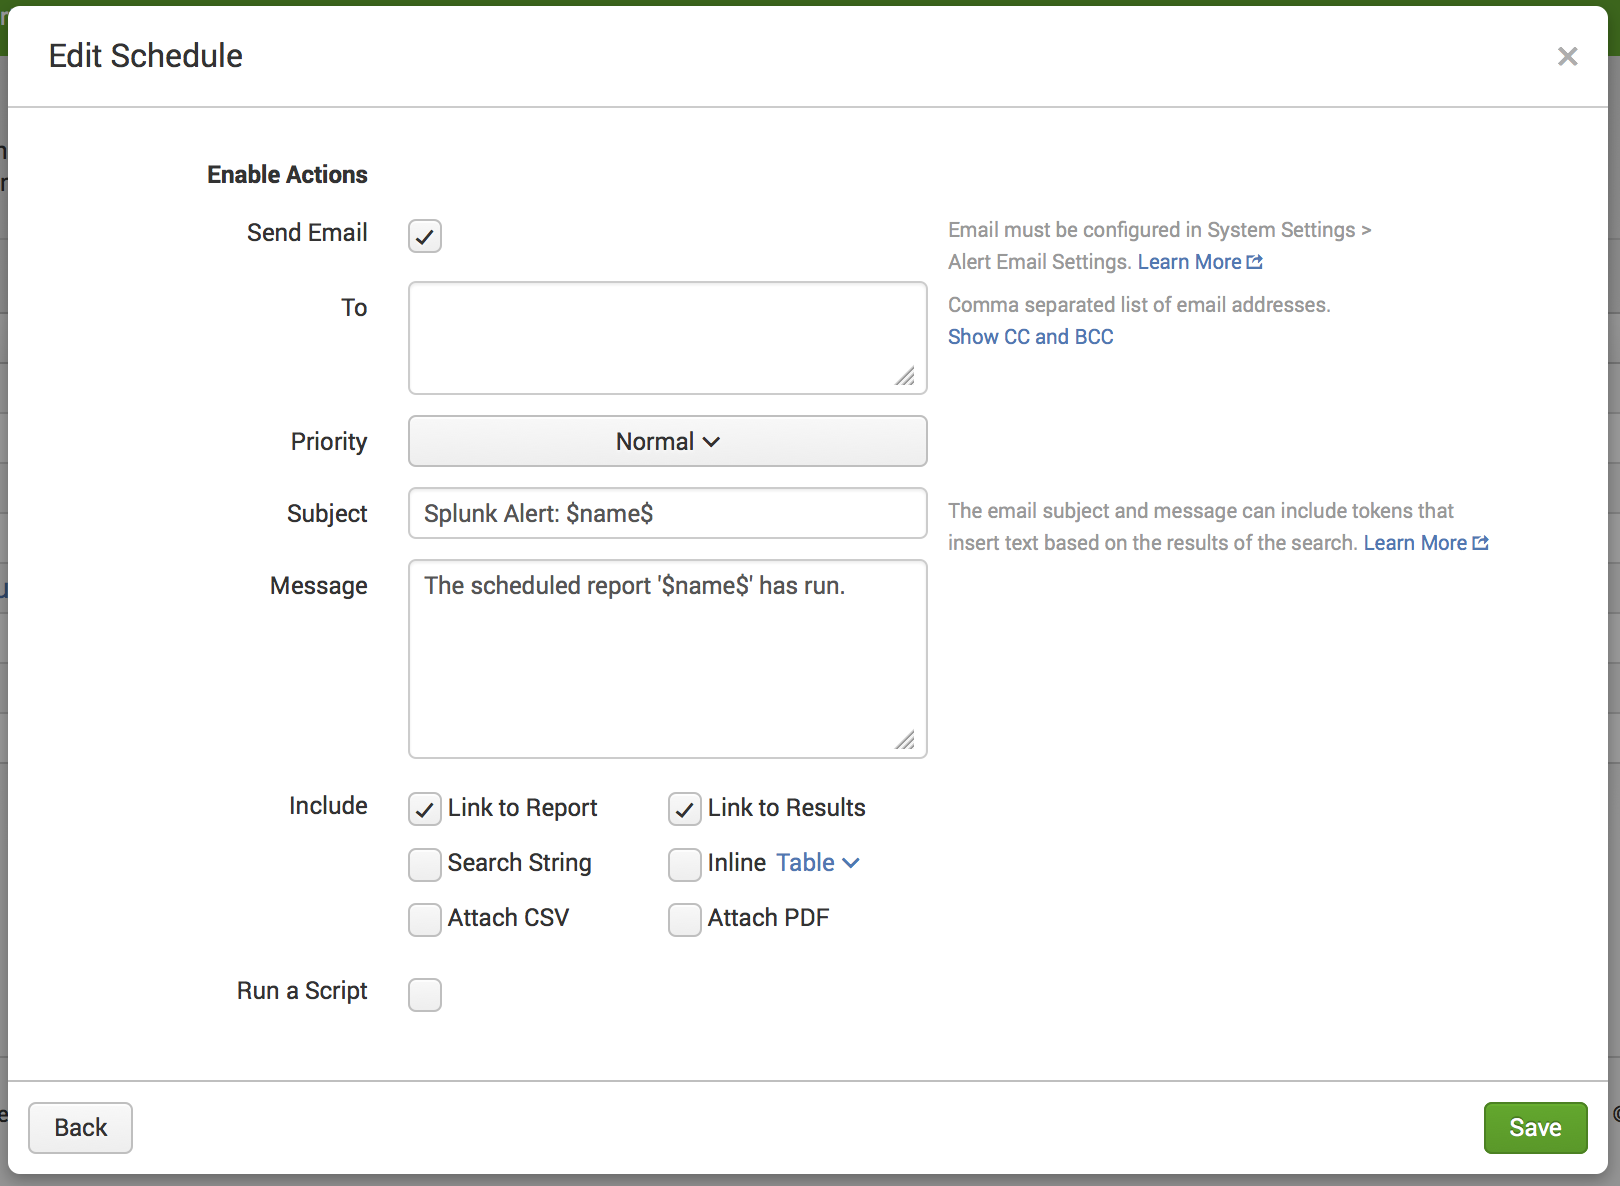 Edit Schedule
×
Enable Actions
Send Email
Email must be configured in System Settings >
Alert Email Settings. Learn More
To
Comma separated list of email addresses.
Show CC and BCC
Priority
Normal
Subject
Splunk Alert: $name$
The email subject and message can include tokens that
insert text based on the results of the search. Learn More
Message
The scheduled report '$name$' has run.
Include
Link to Report
Link to Results
Search String
Inline Table
Attach CSV
Attach PDF
Run a Script
Back
Save